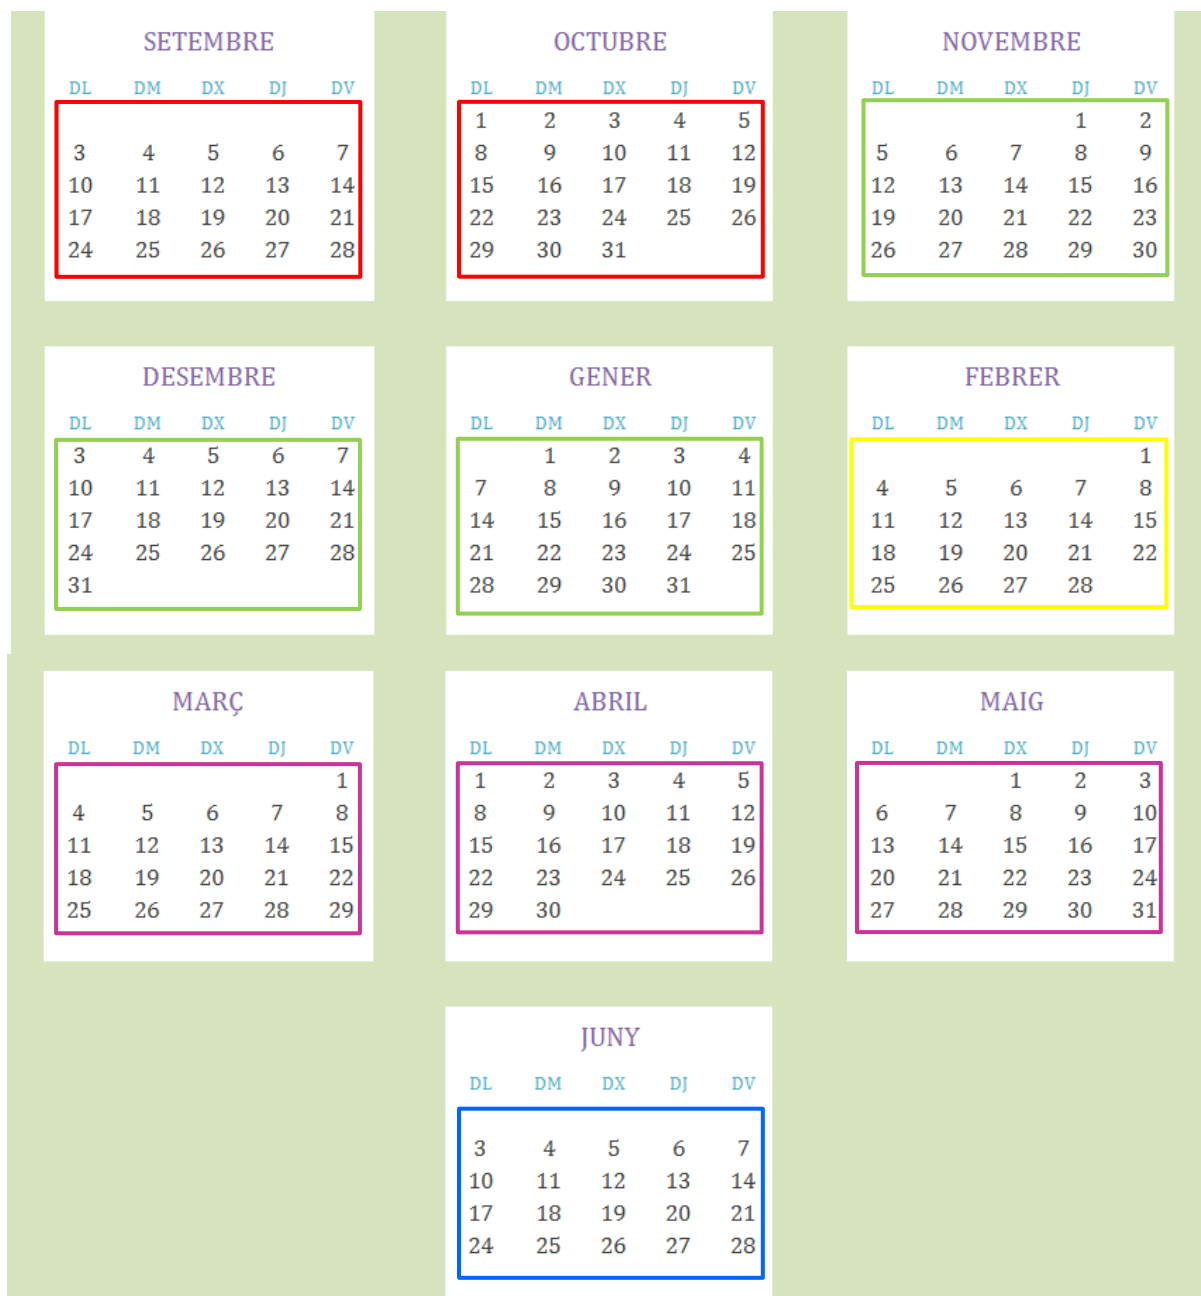 SETEMBRE
DL DM DX DJ DV
3 4 5 6 7
10 11 12 13 14
17 18 19 20 21
24 25 26 27 28
OCTUBRE
DL DM DX DJ DV
1 2 3 4 5
8 9 10 11 12
15 16 17 18 19
22 23 24 25 26
29 30 31
NOVEMBRE
DL DM DX DJ DV
1 2
5 6 7 8 9
12 13 14 15 16
19 20 21 22 23
26 27 28 29 30
DESEMBRE
DL DM DX DJ DV
3 4 5 6 7
10 11 12 13 14
17 18 19 20 21
24 25 26 27 28
31
GENER
DL DM DX DJ DV
1 2 3 4
7 8 9 10 11
14 15 16 17 18
21 22 23 24 25
28 29 30 31
FEBRER
DL DM DX DJ DV
1
4 5 6 7 8
11 12 13 14 15
18 19 20 21 22
25 26 27 28
MARÇ
DL DM DX DJ DV
1
4 5 6 7 8
11 12 13 14 15
18 19 20 21 22
25 26 27 28 29
ABRIL
DL DM DX DJ DV
1 2 3 4 5
8 9 10 11 12
15 16 17 18 19
22 23 24 25 26
29 30
MAIG
DL DM DX DJ DV
1 2 3
6 7 8 9 10
13 14 15 16 17
20 21 22 23 24
27 28 29 30 31
JUNY
DL DM DX DJ DV
3 4 5 6 7
10 11 12 13 14
17 18 19 20 21
24 25 26 27 28